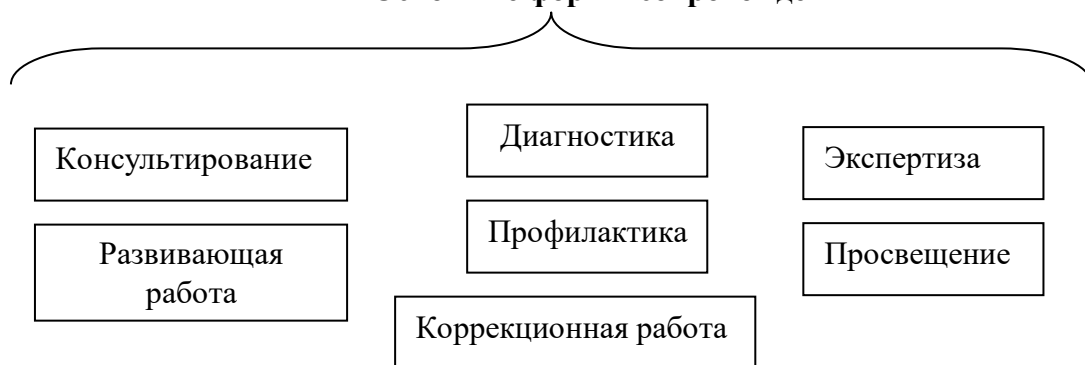 Консультирование
Диагностика
Экспертиза
Развивающая
работа
Профилактика
Просвещение
Коррекционная работа